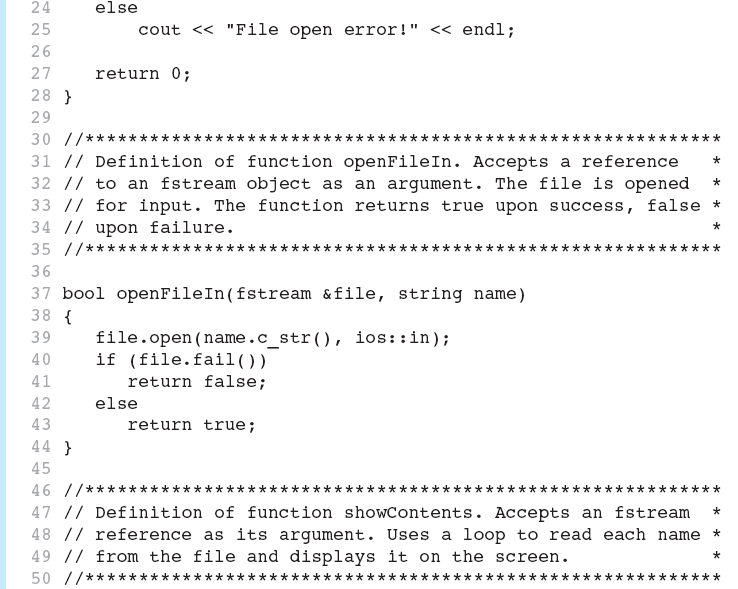 24    else
25        cout << "File open error!" << endl;
26
27    return 0;
28 }
29
30 //***********************************************************
31 // Definition of function openFileIn. Accepts a reference   *
32 // to an fstream object as an argument. The file is opened  *
33 // for input. The function returns true upon success, false *
34 // upon failure.                                            *
35 //***********************************************************
36
37 bool openFileIn(fstream &file, string name)
38 {
39    file.open(name.c_str(), ios::in);
40    if (file.fail())
41       return false;
42    else
43       return true;
44 }
45
46 //***********************************************************
47 // Definition of function showContents. Accepts an fstream  *
48 // reference as its argument. Uses a loop to read each name *
49 // from the file and displays it on the screen.             *
50 //***********************************************************